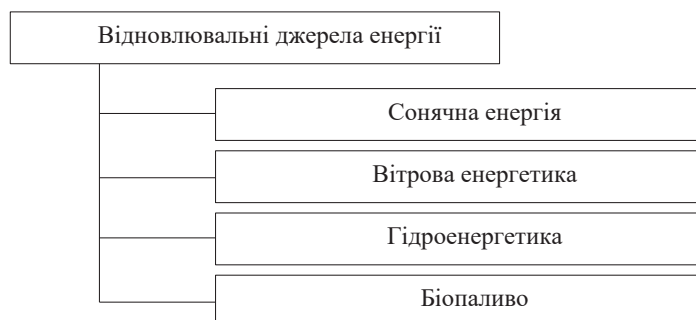 Відновлювальні джерела енергії
Сонячна енергія
Вітрова енергетика
Гідроенергетика
Біопаливо